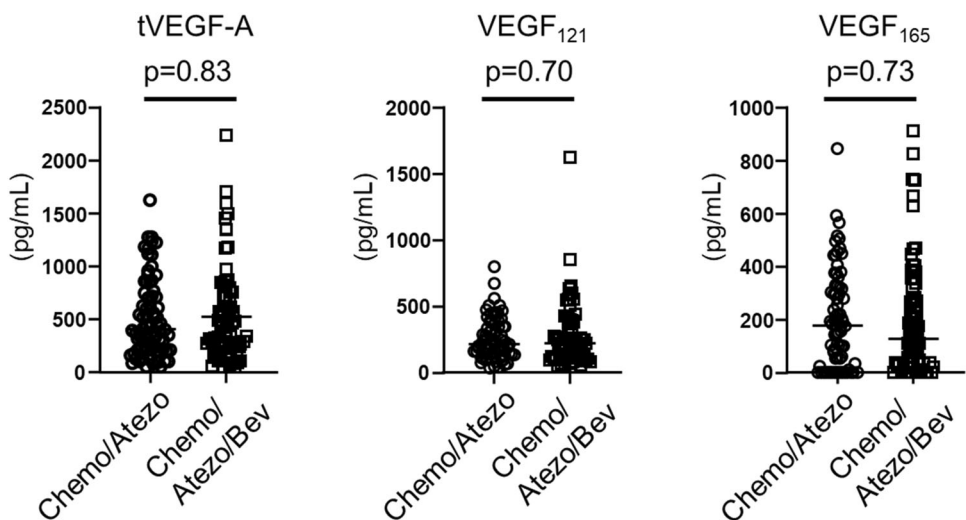 tVEGF-A
p=0.83
(pg/mL)
2500
2000
1500
1000
500
0
Chemo/Atezo
Chemo/
Atezo/Bev
VEGF₁₂₁
p=0.70
(pg/mL)
2000
1500
1000
500
0
Chemo/Atezo
Chemo/
Atezo/Bev
VEGF₁₆₅
p=0.73
(pg/mL)
1000
800
600
400
200
0
Chemo/Atezo
Chemo/
Atezo/Bev